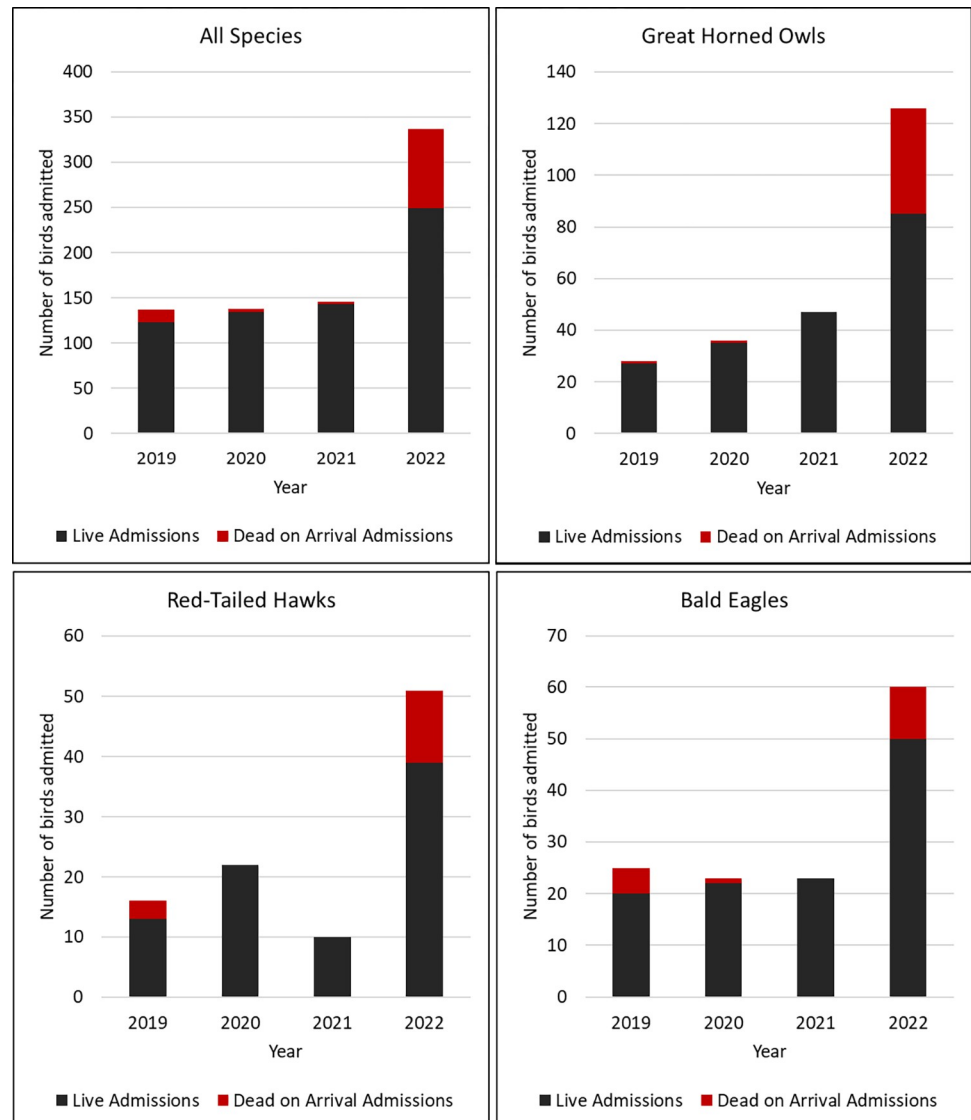 All Species
Number of birds admitted
400
350
300
250
200
150
100
50
0
2019 2020 2021 2022
Year
Live Admissions Dead on Arrival Admissions
Great Horned Owls
Number of birds admitted
140
120
100
80
60
40
20
0
2019 2020 2021 2022
Year
Live Admissions Dead on Arrival Admissions
Red-Tailed Hawks
Number of birds admitted
60
50
40
30
20
10
0
2019 2020 2021 2022
Year
Live Admissions Dead on Arrival Admissions
Bald Eagles
Number of birds admitted
70
60
50
40
30
20
10
0
2019 2020 2021 2022
Year
Live Admissions Dead on Arrival Admissions